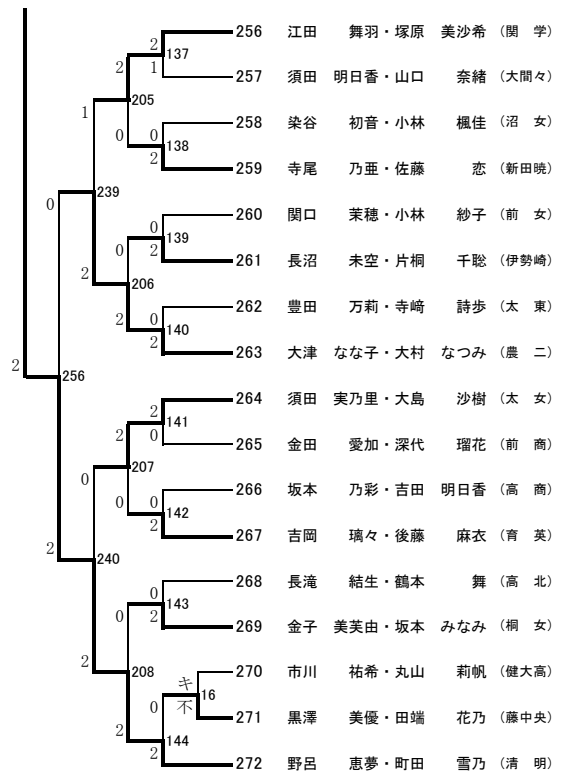 2 256 江田 舞羽・塚原 美沙希 （関 学）
137
2 1 257 須田 明日香・山口 奈緒 （大間々）
205
1
0 0 258 染谷 初音・小林 楓佳 （沼 女）
138
2 259 寺尾 乃亜・佐藤 恋 （新田暁）
239
0
0 260 関口 茉穂・小林 紗子 （前 女）
139
0 2 261 長沼 未空・片桐 千聡 （伊勢崎）
2 206
2 0 262 豊田 万莉・寺﨑 詩歩 （太 東）
140
2 263 大津 なな子・大村 なつみ （農 二）
2 256
2 264 須田 実乃里・大島 沙樹 （太 女）
141
2 0 265 金田 愛加・深代 瑠花 （前 商）
207
0
0 0 266 坂本 乃彩・吉田 明日香 （高 商）
142
2 267 吉岡 璃々・後藤 麻衣 （育 英）
2 240
0 268 長滝 結生・鶴本 舞 （高 北）
143
0 2 269 金子 美芙由・坂本 みなみ （桐 女）
2 208
キ 270 市川 祐希・丸山 莉帆 （健大高）
16
0 不 271 黒澤 美優・田端 花乃 （藤中央）
2 144
2 272 野呂 恵夢・町田 雪乃 （清 明）